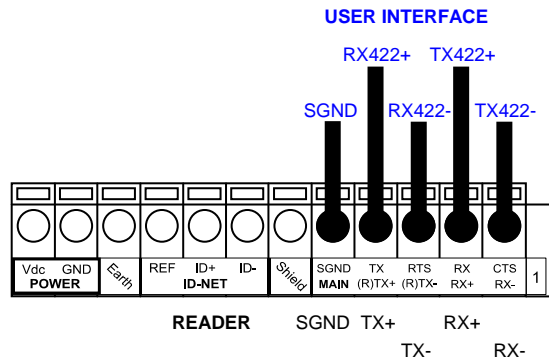 USER INTERFACE
RX422+ TX422+
SGND RX422- TX422-
Vdc GND Earth REF ID+ ID- Shield SGND TX RTS RX CTS
POWER ID-NET MAIN (R)TX+ (R)TX- RX+ RX- 1
READER SGND TX+ RX+
TX- RX-